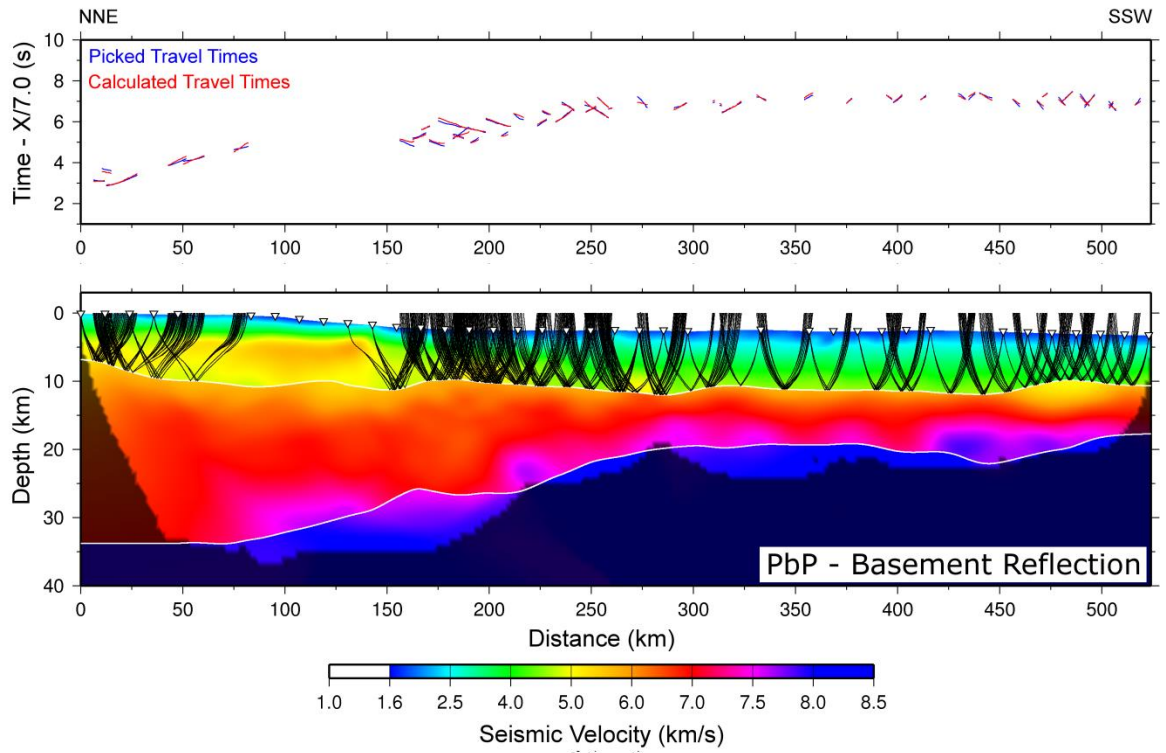 NNE SSW
Time - X/7.0 (s)
10
8
6
4
2
Picked Travel Times
Calculated Travel Times
0 50 100 150 200 250 300 350 400 450 500
Depth (km)
0
10
20
30
40
PbP - Basement Reflection
0 50 100 150 200 250 300 350 400 450 500
Distance (km)
1.0 1.6 2.5 4.0 5.0 6.0 7.0 7.5 8.0 8.5
Seismic Velocity (km/s)